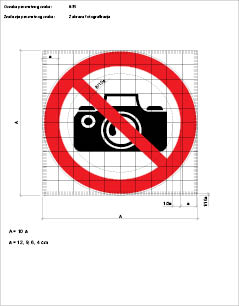 Oznaka prometnog znaka:
Značenje prometnog znaka: Zabrana fotografiranja
a
A
A
a
A = 10 a
a = 12, 9, 6, 4 cm